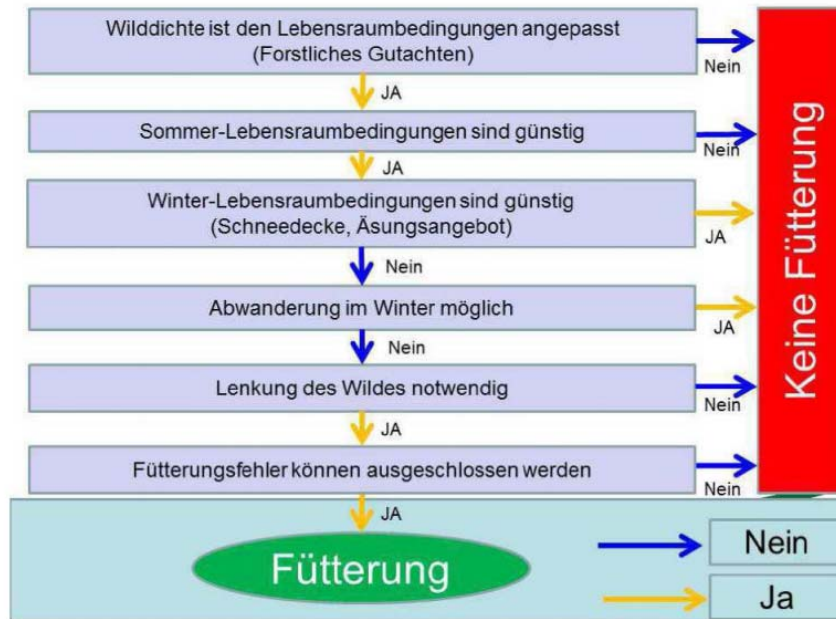 Wilddichte ist den Lebensraumbedingungen angepasst
(Forstliches Gutachten)
Nein
JA
Sommer-Lebensraumbedingungen sind günstig
Nein
JA
Winter-Lebensraumbedingungen sind günstig
(Schneedecke, Äsungsangebot)
JA
Nein
Abwanderung im Winter möglich
JA
Nein
Lenkung des Wildes notwendig
Nein
JA
Fütterungsfehler können ausgeschlossen werden
Nein
JA
Keine Fütterung
Fütterung
Nein
Ja